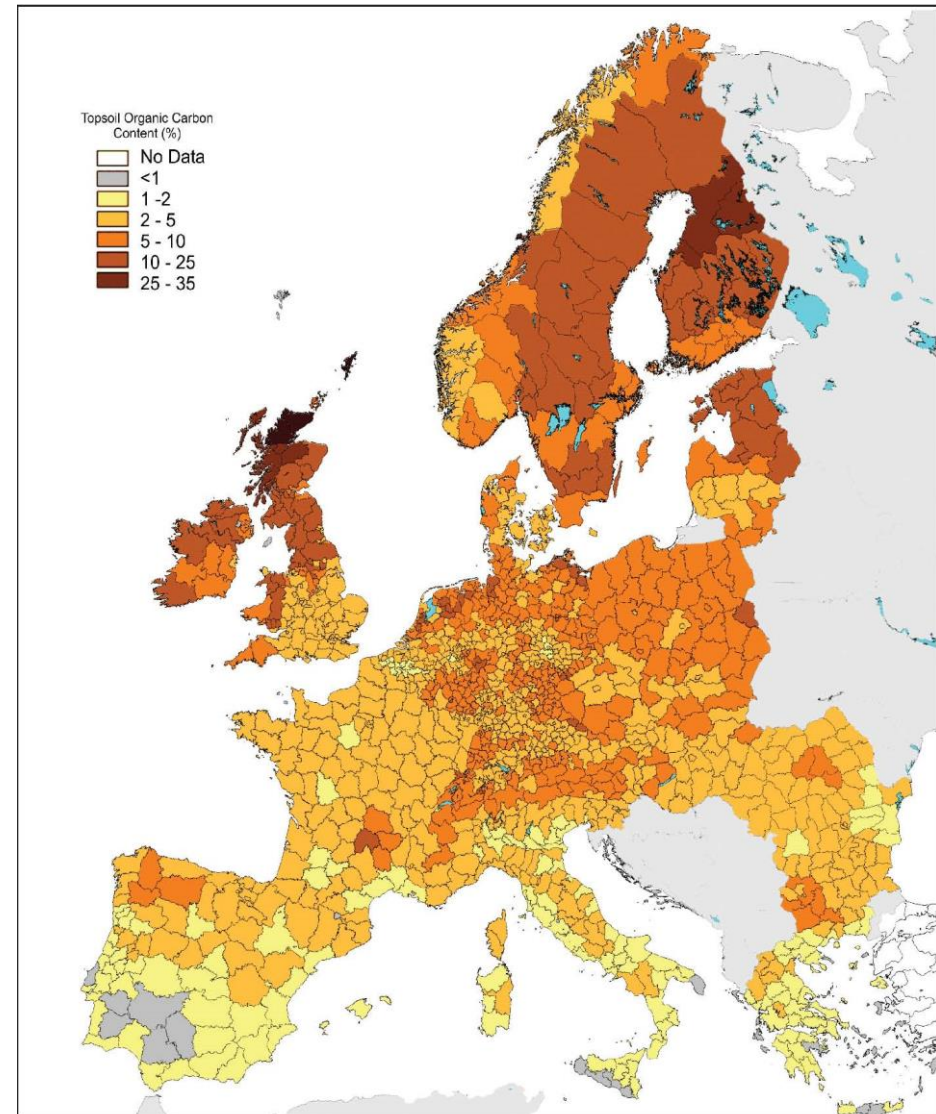 Topsoil Organic Carbon
Content (%)
No Data
<1
1 -2
2 - 5
5 - 10
10 - 25
25 - 35